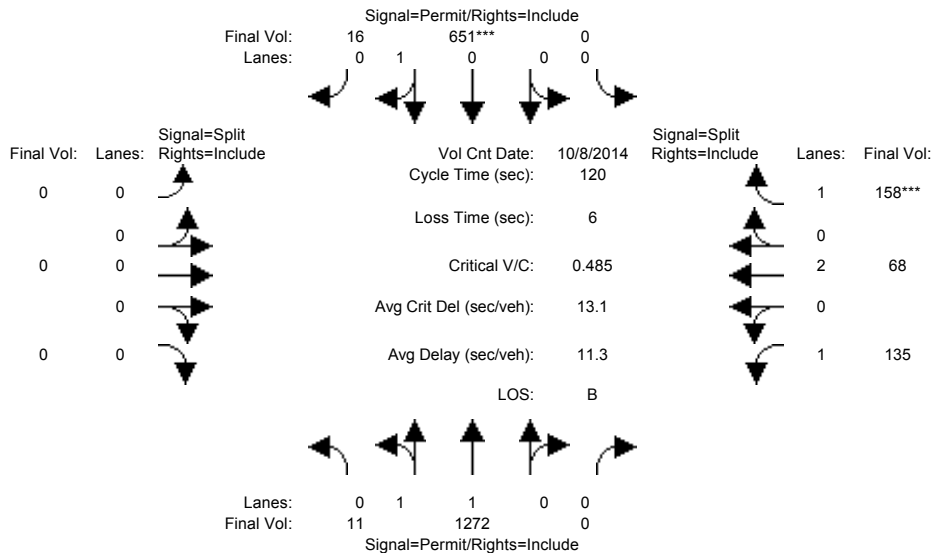 Signal=Permit/Rights=Include
Final Vol: 16 651*** 0
Lanes: 0 1 0 0 0
Signal=Split Signal=Split
Final Vol: Lanes: Rights=Include Vol Cnt Date: 10/8/2014 Rights=Include Lanes: Final Vol:
Cycle Time (sec): 120
0 0 1 158***
Loss Time (sec): 6
0 0
0 0 Critical V/C: 0.485 2 68
0 Avg Crit Del (sec/veh): 13.1 0
0 0 Avg Delay (sec/veh): 11.3 1 135
LOS: B
Lanes: 0 1 1 0 0
Final Vol: 11 1272 0
Signal=Permit/Rights=Include